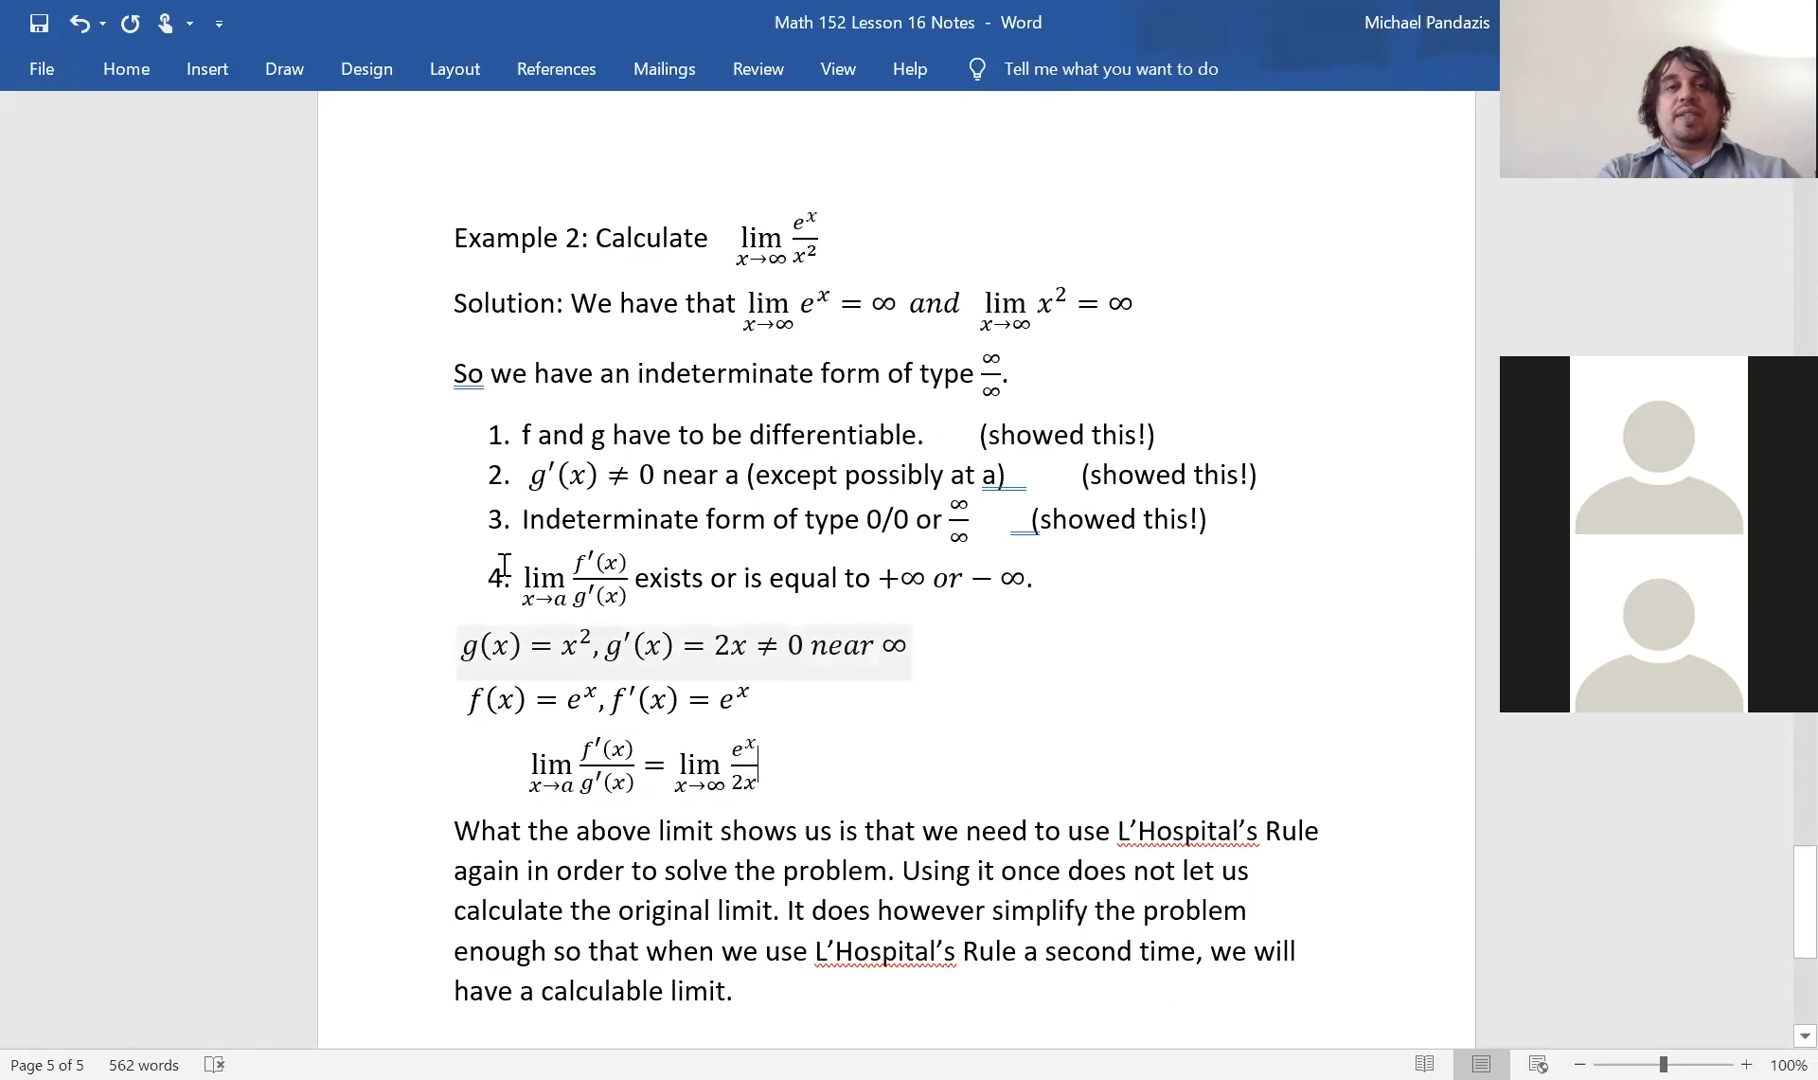 Math 152 Lesson 16 Notes - Word
Michael Pandazis
File Home Insert Draw Design Layout References Mailings Review View Help Tell me what you want to do
Example 2: Calculate lim x→∞ e^x/x^2
Solution: We have that lim x→∞ e^x = ∞ and lim x→∞ x^2 = ∞
So we have an indeterminate form of type ∞/∞.
1. f and g have to be differentiable. (showed this!)
2. g′(x) ≠ 0 near a (except possibly at a) (showed this!)
3. Indeterminate form of type 0/0 or ∞/∞ (showed this!)
4. lim x→a f′(x)/g′(x) exists or is equal to +∞ or − ∞.
g(x) = x^2, g′(x) = 2x ≠ 0 near ∞
f(x) = e^x, f′(x) = e^x
lim x→a f′(x)/g′(x) = lim x→∞ e^x/2x
What the above limit shows us is that we need to use L’Hospital’s Rule
again in order to solve the problem. Using it once does not let us
calculate the original limit. It does however simplify the problem
enough so that when we use L’Hospital’s Rule a second time, we will
have a calculable limit.
Page 5 of 5 562 words 100%